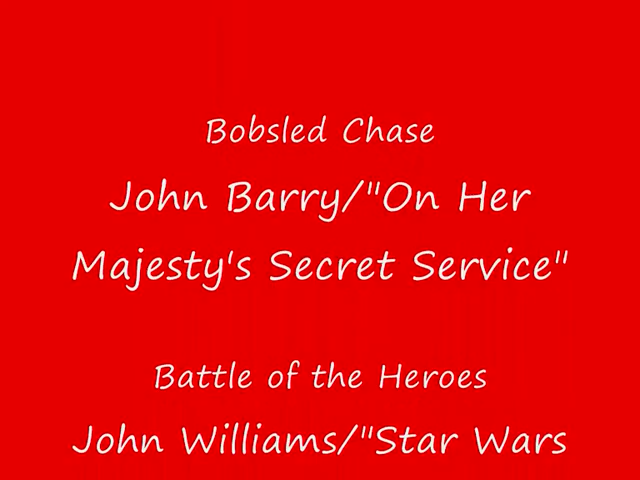 Bobsled Chase
John Barry/"On Her
Majesty's Secret Service"
Battle of the Heroes
John Williams/"Star Wars